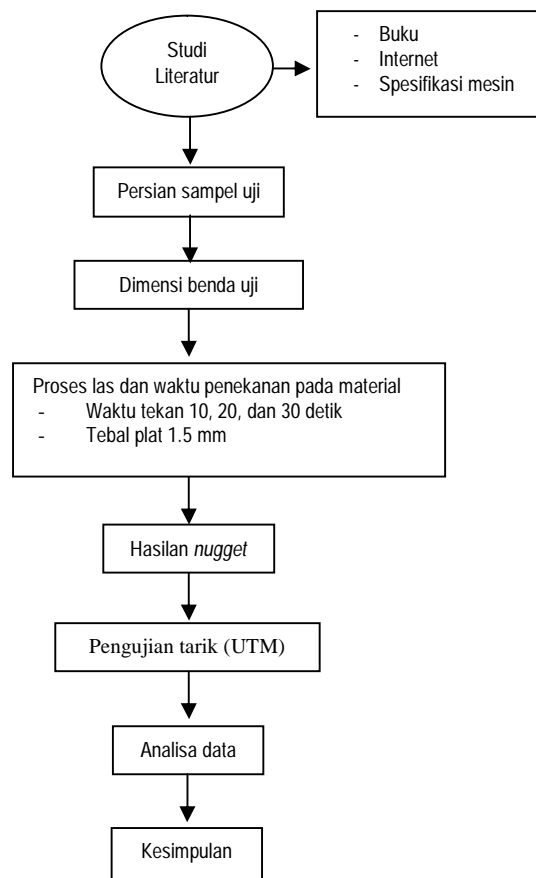 Studi
Literatur
- Buku
- Internet
- Spesifikasi mesin
Persian sampel uji
Dimensi benda uji
Proses las dan waktu penekanan pada material
- Waktu tekan 10, 20, dan 30 detik
- Tebal plat 1.5 mm
Hasilan nugget
Pengujian tarik (UTM)
Analisa data
Kesimpulan